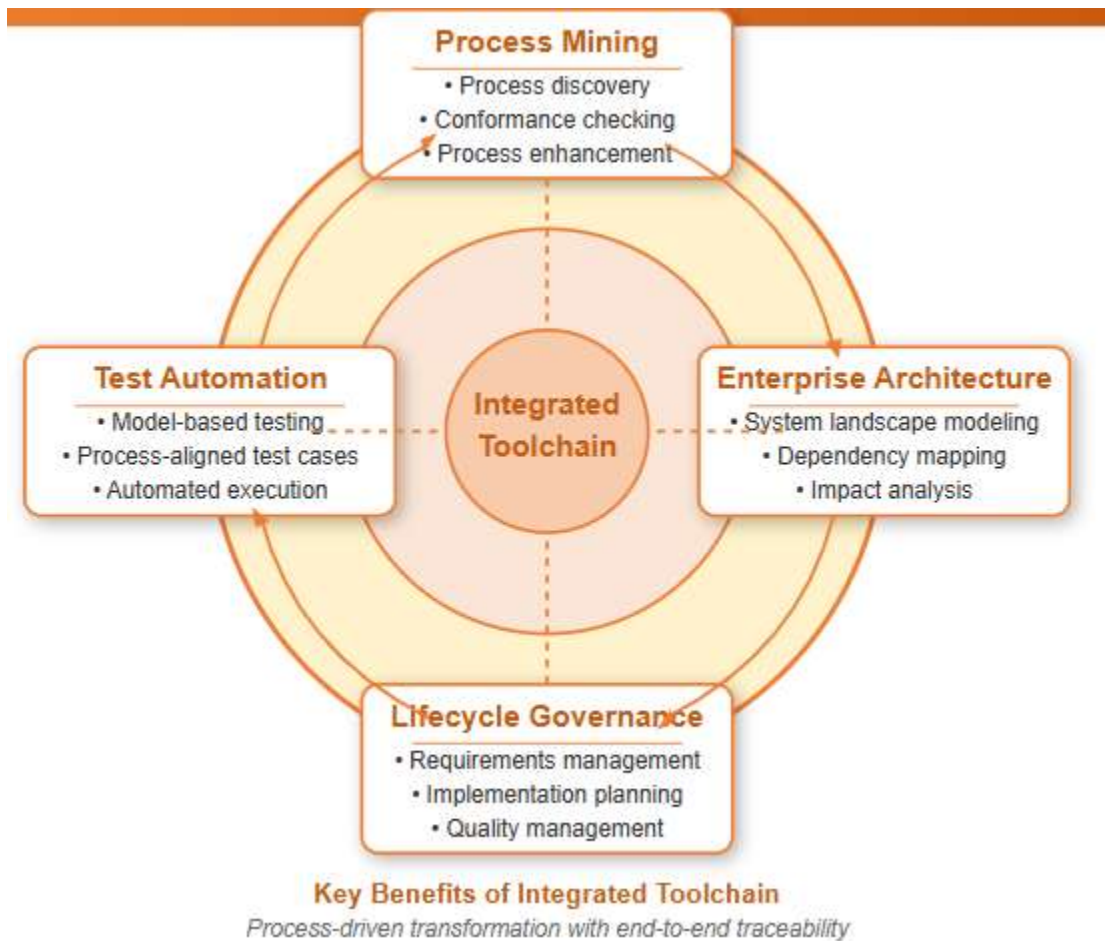 Process Mining
• Process discovery
• Conformance checking
• Process enhancement
Test Automation
• Model-based testing
• Process-aligned test cases
• Automated execution
Integrated
Toolchain
Enterprise Architecture
• System landscape modeling
• Dependency mapping
• Impact analysis
Lifecycle Governance
• Requirements management
• Implementation planning
• Quality management
Key Benefits of Integrated Toolchain
Process-driven transformation with end-to-end traceability